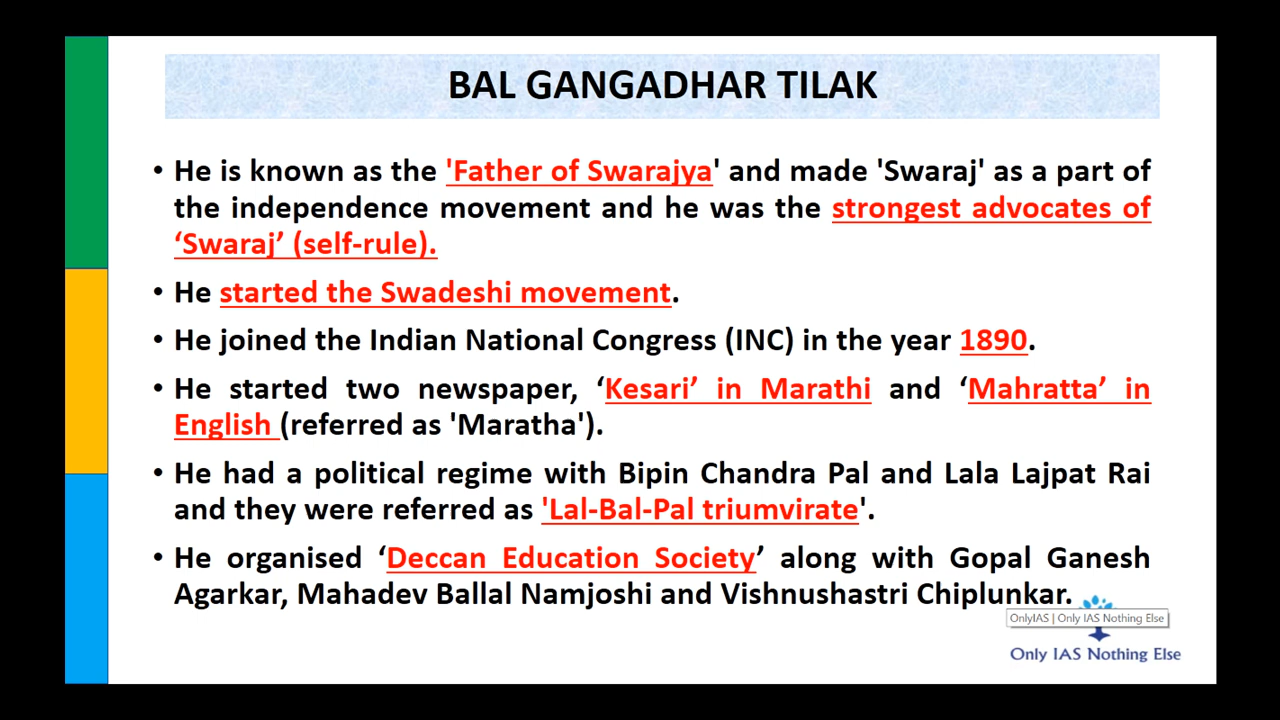 BAL GANGADHAR TILAK
• He is known as the 'Father of Swarajya' and made 'Swaraj' as a part of
the independence movement and he was the strongest advocates of
‘Swaraj’ (self-rule).
• He started the Swadeshi movement.
• He joined the Indian National Congress (INC) in the year 1890.
• He started two newspaper, ‘Kesari’ in Marathi and ‘Mahratta’ in
English (referred as 'Maratha').
• He had a political regime with Bipin Chandra Pal and Lala Lajpat Rai
and they were referred as 'Lal-Bal-Pal triumvirate'.
• He organised ‘Deccan Education Society’ along with Gopal Ganesh
Agarkar, Mahadev Ballal Namjoshi and Vishnushastri Chiplunkar.
OnlyIAS | Only IAS Nothing Else
Only IAS Nothing Else